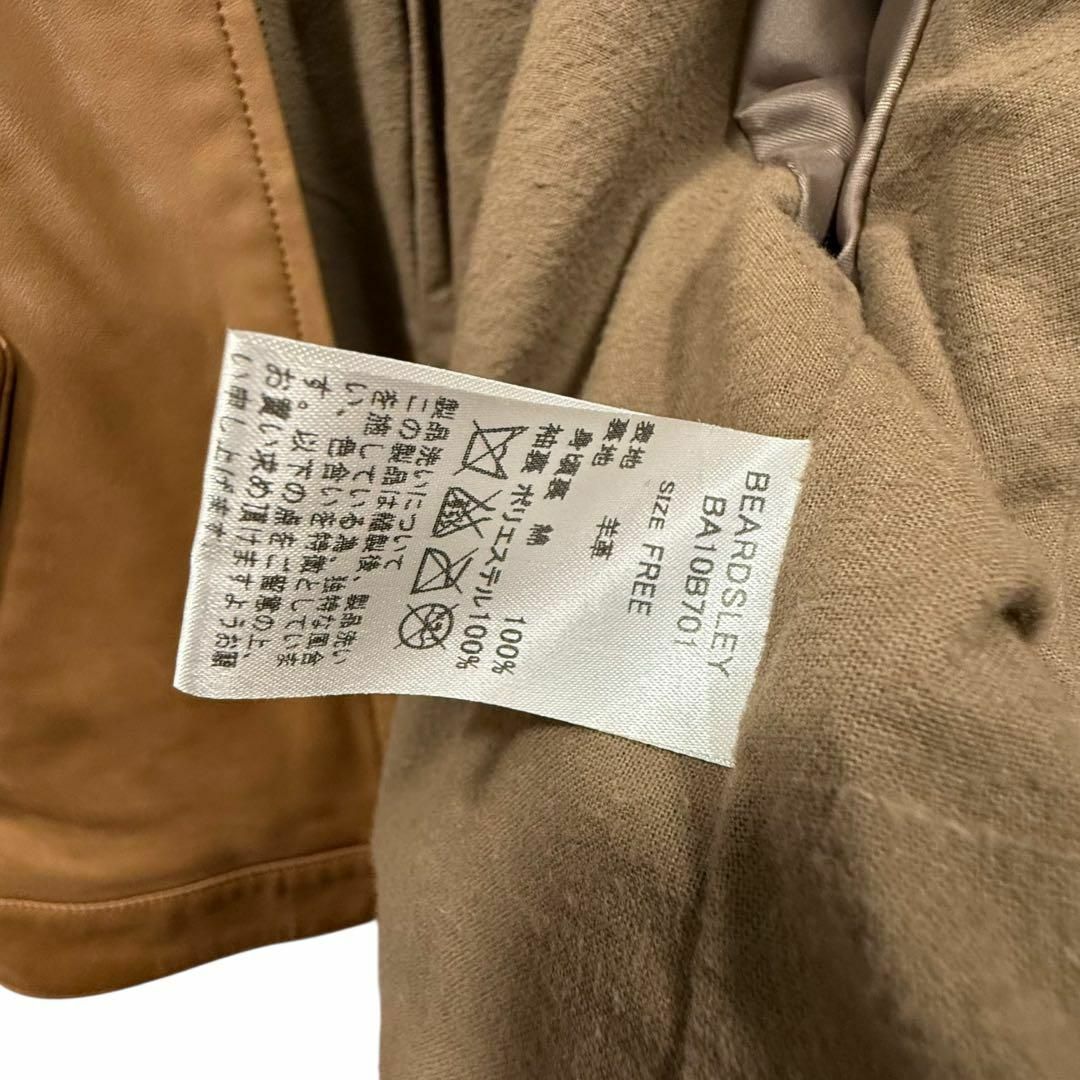 BEARDSLEY
BA10B701
SIZE FREE
表地 羊革
裏地
身頃裏 綿 100%
袖裏 ポリエステル100%
製品洗いについて
この製品は縫製後、製品洗い
を施している為、独特な風合
い、色合いを特徴としていま
す。以下の点をご留意の上、
お買い求め頂けますようお願
い申し上げます。